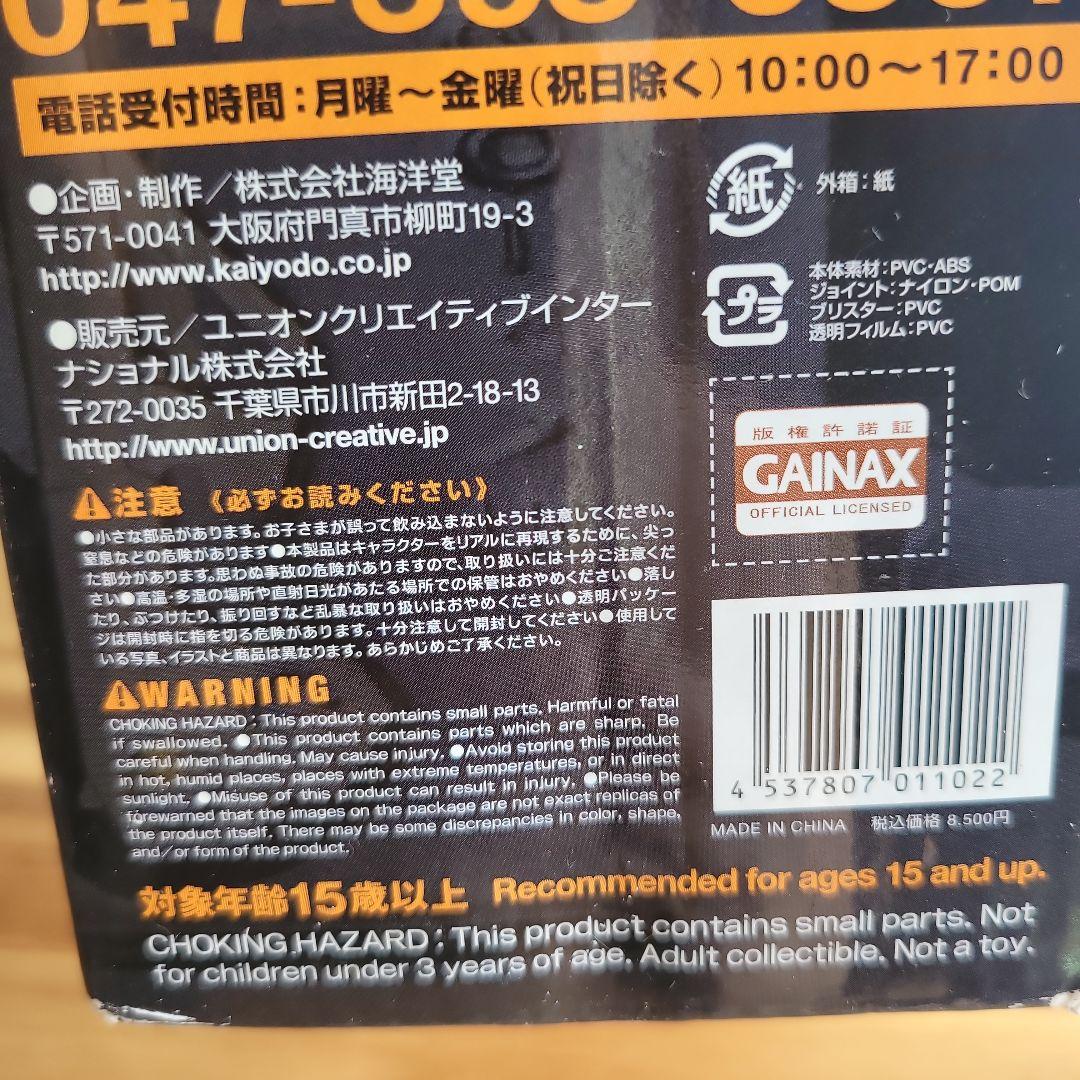 電話受付時間：月曜～金曜（祝日除く）10：00～17：00
●企画・制作／株式会社海洋堂
〒571-0041 大阪府門真市柳町19-3
http://www.kaiyodo.co.jp
●販売元／ユニオンクリエイティブインター
ナショナル株式会社
〒272-0035 千葉県市川市新田2-18-13
http://www.union-creative.jp
紙
外箱：紙
プラ
本体素材：PVC・ABS
ジョイント：ナイロン・POM
ブリスター：PVC
透明フィルム：PVC
版権許諾証
GAINAX
OFFICIAL LICENSED
注意 《必ずお読みください》
●小さな部品があります。お子さまが誤って飲み込まないように注意してください。
窒息などの危険があります●本製品はキャラクターをリアルに再現するために、尖っ
た部分があります。思わぬ事故の危険がありますので、取り扱いには十分ご注意くだ
さい●高温・多湿の場所や直射日光があたる場所での保管はおやめください●落し
たり、ぶつけたり、振り回すなど乱暴な取り扱いはおやめください●透明パッケー
ジは開封時に指を切る危険があります。十分注意して開封してください●使用して
いる写真、イラストと商品は異なります。あらかじめご了承ください。
WARNING
CHOKING HAZARD : This product contains small parts. Harmful or fatal
if swallowed. ●This product contains parts which are sharp. Be
careful when handling. May cause injury. ●Avoid storing this product
in hot, humid places, places with extreme temperatures, or in direct
sunlight. ●Misuse of this product can result in injury. ●Please be
forewarned that the images on the package are not exact replicas of
the product itself. There may be some discrepancies in color, shape,
and/or form of the product.
4 537807 011022
MADE IN CHINA 税込価格 8.500円
対象年齢15歳以上 Recommended for ages 15 and up.
CHOKING HAZARD : This product contains small parts. Not
for children under 3 years of age. Adult collectible. Not a toy.